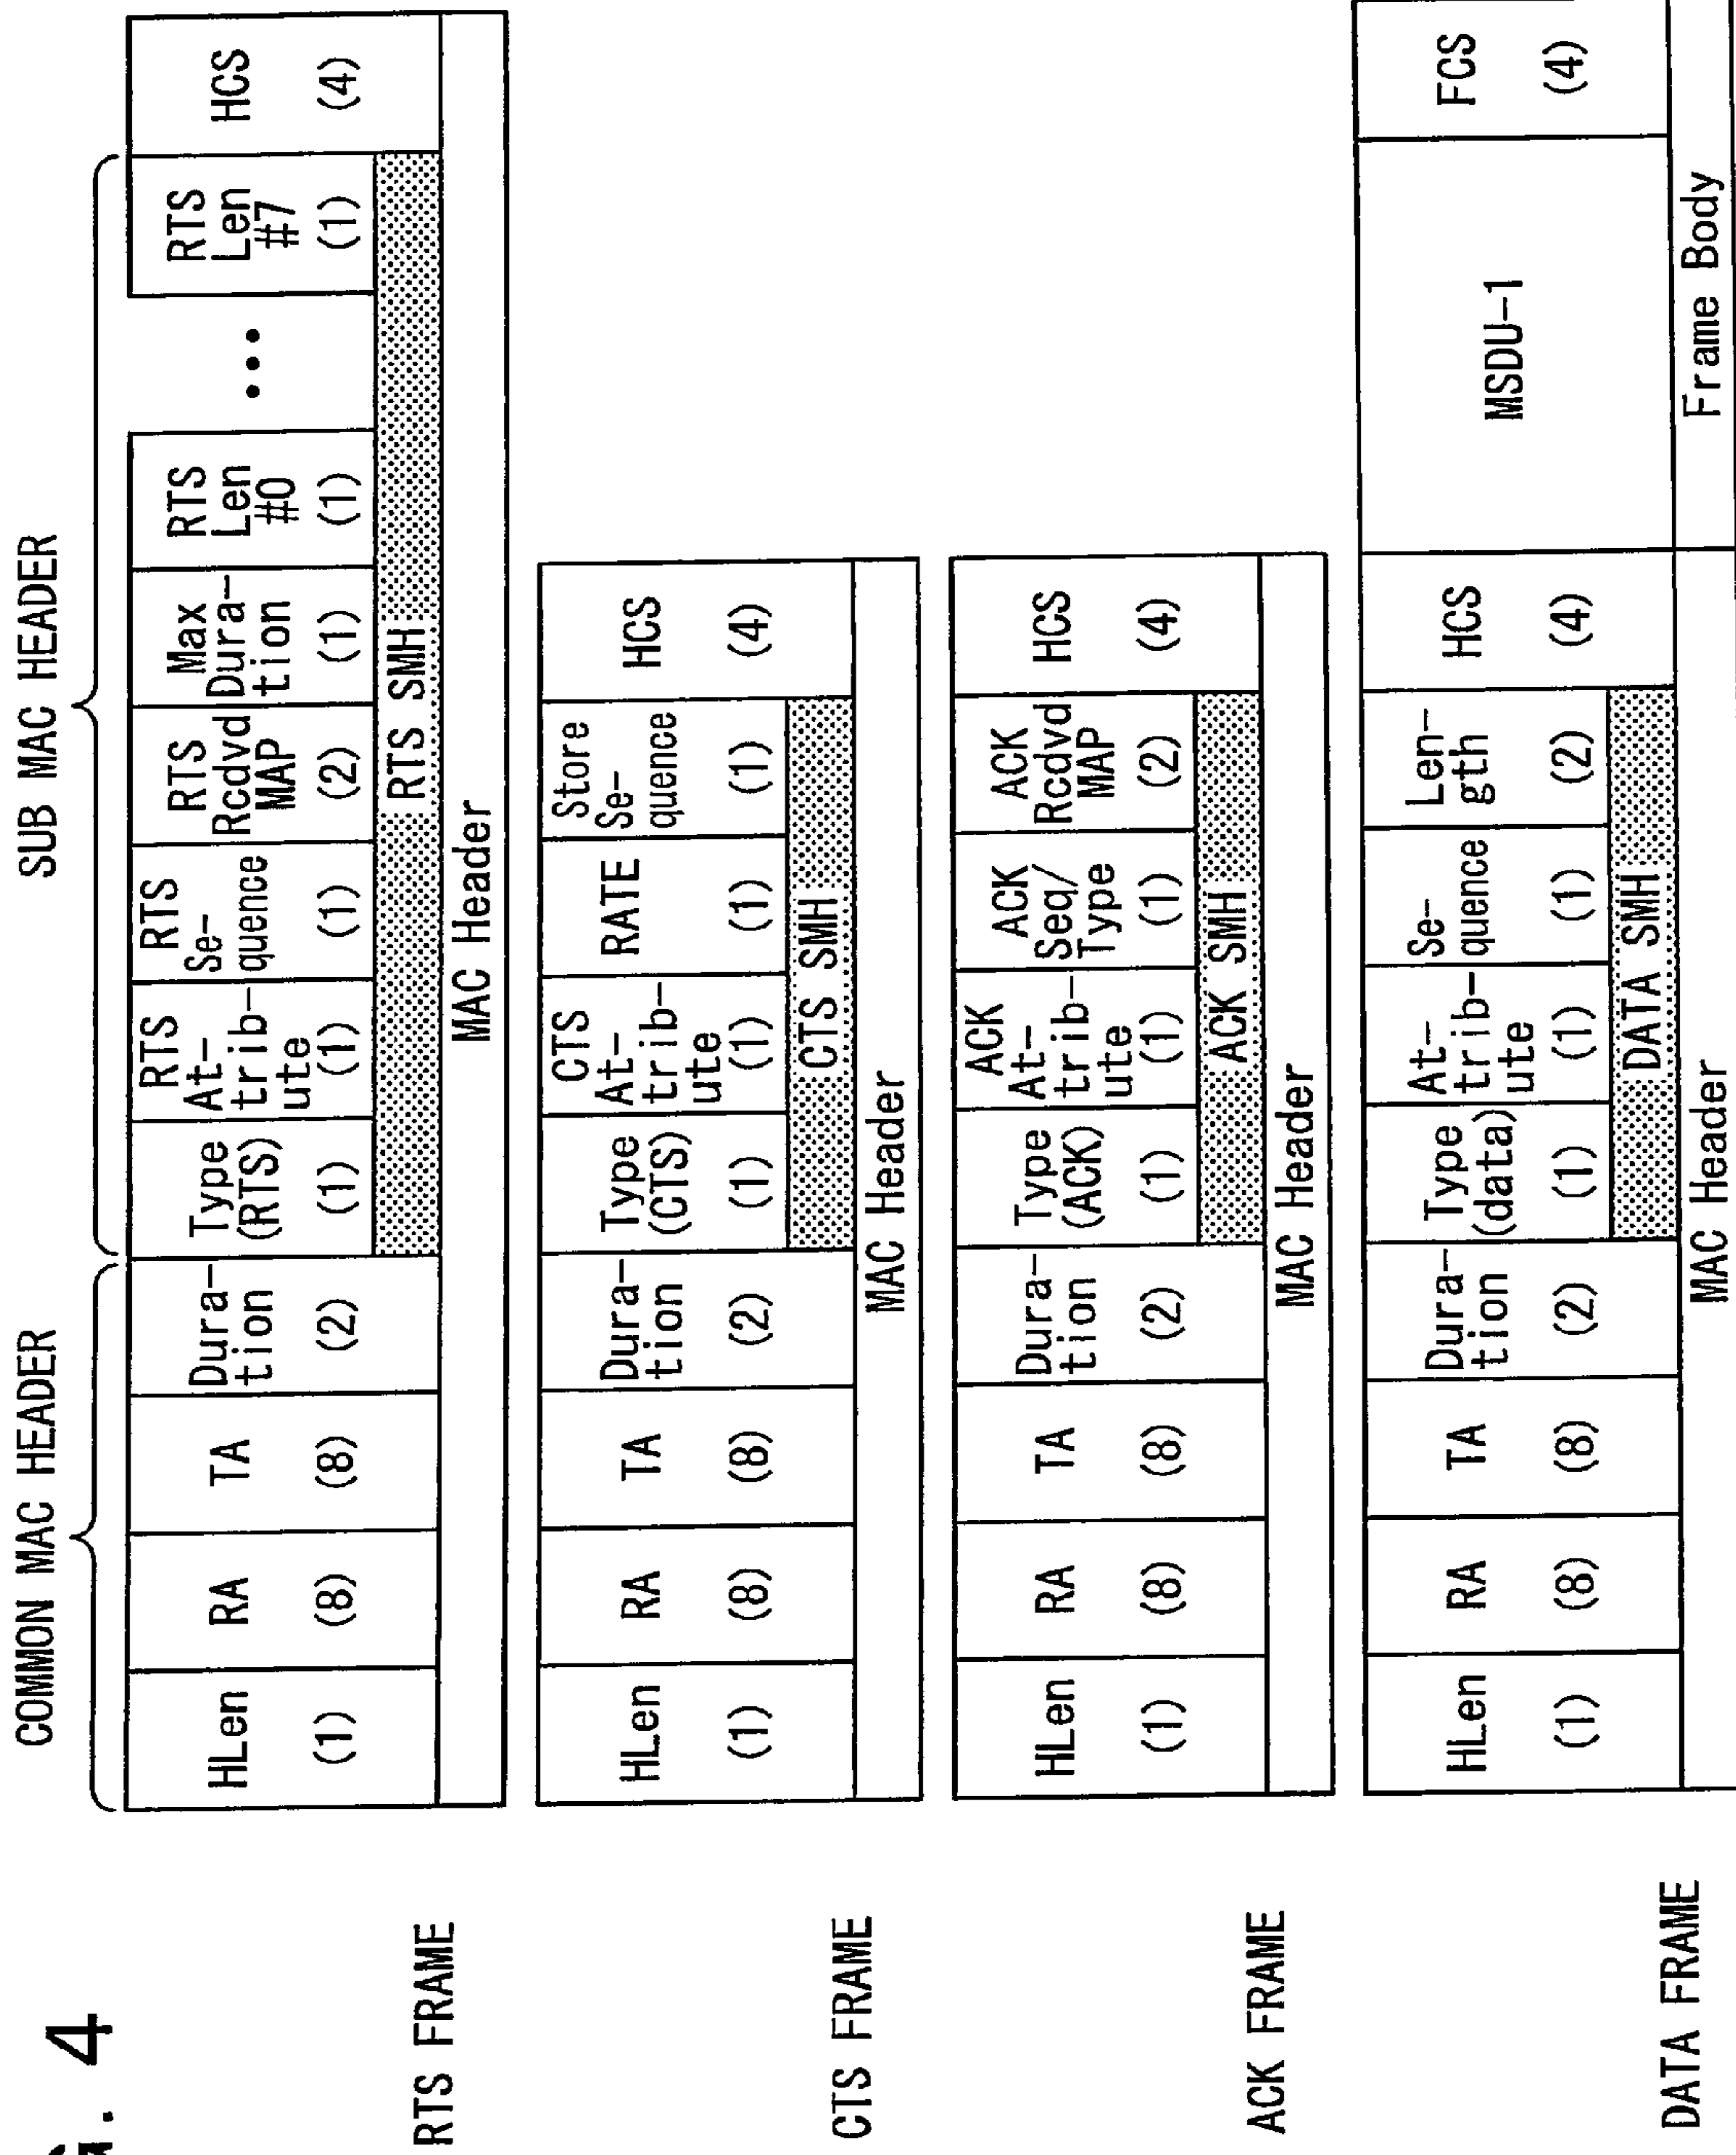 . 4
COMMON MAC HEADER
SUB MAC HEADER
RTS FRAME
HLen
(1)
RA
(8)
TA
(8)
Dura-
tion
(2)
Type
(RTS)
(1)
RTS
At-
trib-
ute
(1)
RTS
Se-
quence
(1)
RTS
Rcdvd
MAP
(2)
Max
Dura-
tion
(1)
RTS
Len
#0
(1)
•••
RTS
Len
#7
(1)
HCS
(4)
RTS SMH
MAC Header
CTS FRAME
HLen
(1)
RA
(8)
TA
(8)
Dura-
tion
(2)
Type
(CTS)
(1)
CTS
At-
trib-
ute
(1)
RATE
(1)
Store
Se-
quence
(1)
HCS
(4)
CTS SMH
MAC Header
ACK FRAME
HLen
(1)
RA
(8)
TA
(8)
Dura-
tion
(2)
Type
(ACK)
(1)
ACK
At-
trib-
ute
(1)
ACK
Seq/
Type
(1)
ACK
Rcdvd
MAP
(2)
HCS
(4)
ACK SMH
MAC Header
DATA FRAME
HLen
(1)
RA
(8)
TA
(8)
Dura-
tion
(2)
Type
(data)
(1)
At-
trib-
ute
(1)
Se-
quence
(1)
Len-
gth
(2)
HCS
(4)
MSDU-1
FCS
(4)
DATA SMH
MAC Header
Frame Body